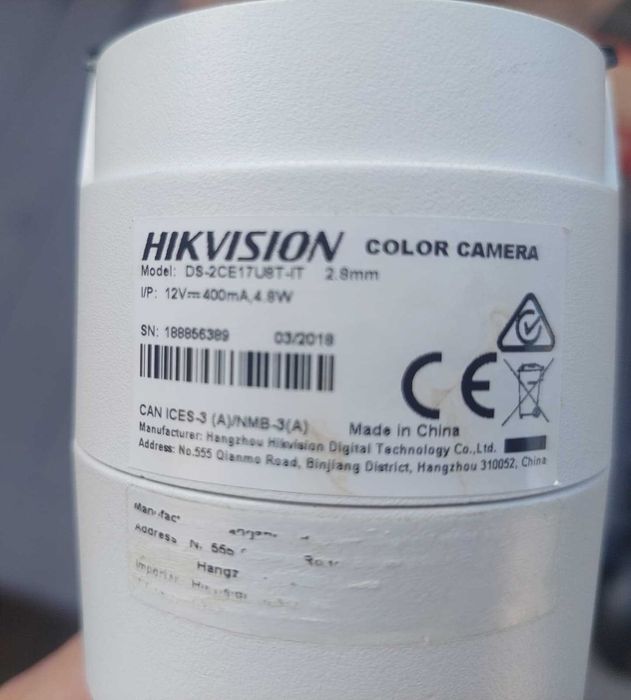 HIKVISION COLOR CAMERA
Model: DS-2CE17U8T-IT 2.8mm
I/P: 12V⎓400mA, 4.8W
SN: 188856389 03/2018
CAN ICES-3 (A)/NMB-3(A)
Made in China
Manufacturer: Hangzhou Hikvision Digital Technology Co.,Ltd.
Address: No.555 Qianmo Road, Binjiang District, Hangzhou 310052, China
CE
Address
Hangz